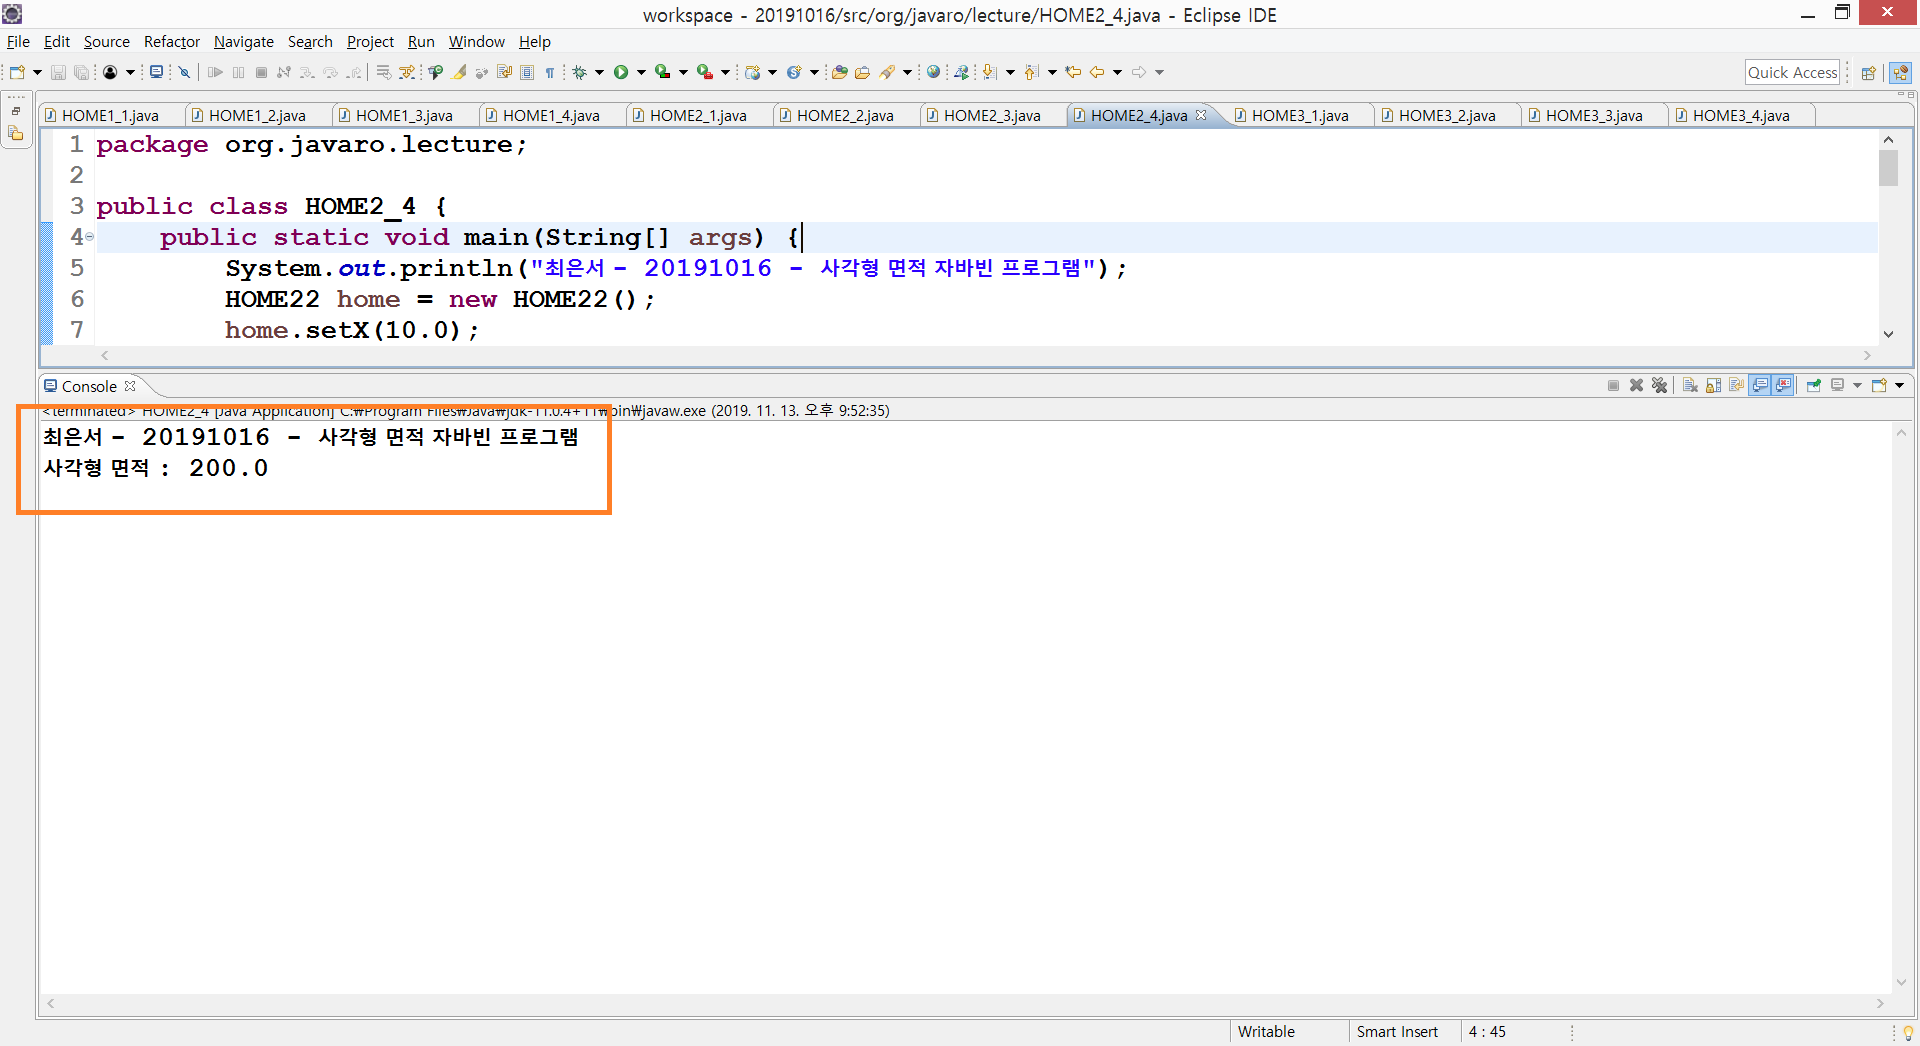 workspace - 20191016/src/org/javaro/lecture/HOME2_4.java - Eclipse IDE
File Edit Source Refactor Navigate Search Project Run Window Help
Quick Access
HOME1_1.java HOME1_2.java HOME1_3.java HOME1_4.java HOME2_1.java HOME2_2.java HOME2_3.java HOME2_4.java HOME3_1.java HOME3_2.java HOME3_3.java HOME3_4.java
1 package org.javaro.lecture;
2
3 public class HOME2_4 {
4 public static void main(String[] args) {
5 System.out.println("최은서 - 20191016 - 사각형 면적 자바빈 프로그램");
6 HOME22 home = new HOME22();
7 home.setX(10.0);
Console
<terminated> HOME2_4 [Java Application] C:₩Program Files₩Java₩jdk-11.0.4+11₩bin₩javaw.exe (2019. 11. 13. 오후 9:52:35)
최은서 - 20191016 - 사각형 면적 자바빈 프로그램
사각형 면적 : 200.0
Writable Smart Insert 4 : 45